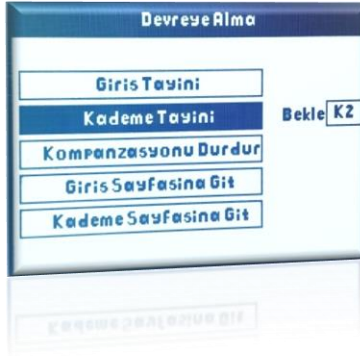 Devreye Alma
Giris Tayini
Kademe Tayini
Bekle K2
Kompanzasyonu Durdur
Giris Sayfasina Git
Kademe Sayfasina Git